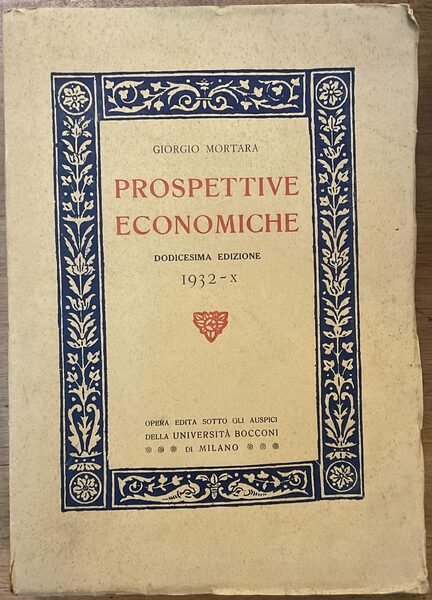 GIORGIO MORTARA
PROSPETTIVE
ECONOMICHE
DODICESIMA EDIZIONE
1932-X
OPERA EDITA SOTTO GLI AUSPICI
DELLA UNIVERSITÀ BOCCONI
DI MILANO